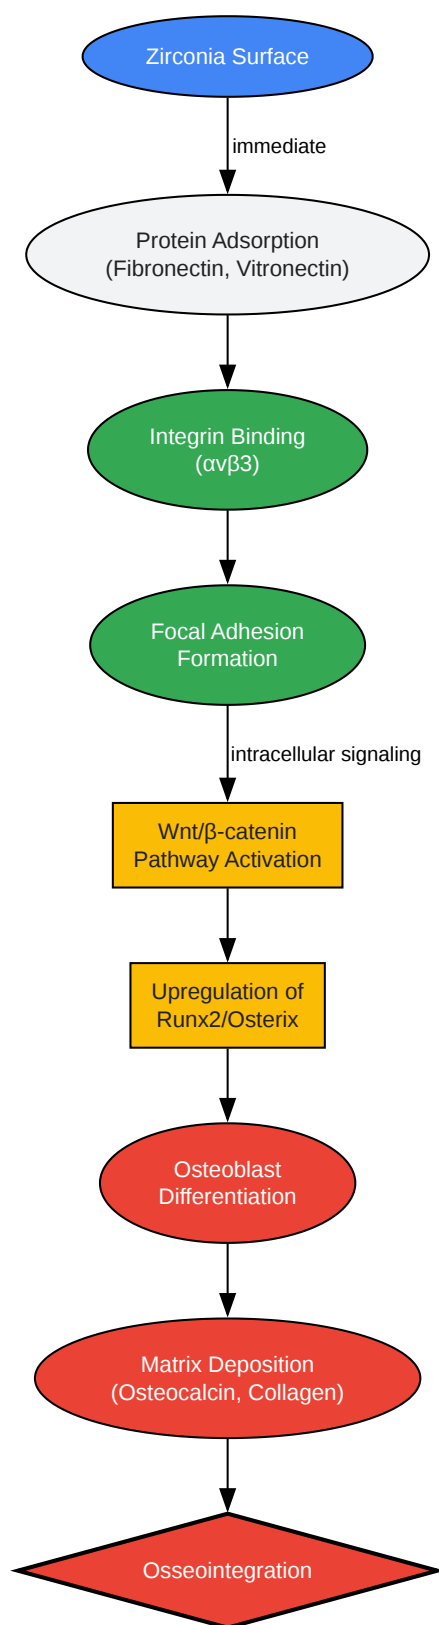 Zirconia Surface
immediate
Protein Adsorption
(Fibronectin, Vitronectin)
Integrin Binding
(αvβ3)
Focal Adhesion
Formation
intracellular signaling
Wnt/β-catenin
Pathway Activation
Upregulation of
Runx2/Osterix
Osteoblast
Differentiation
Matrix Deposition
(Osteocalcin, Collagen)
Osseointegration